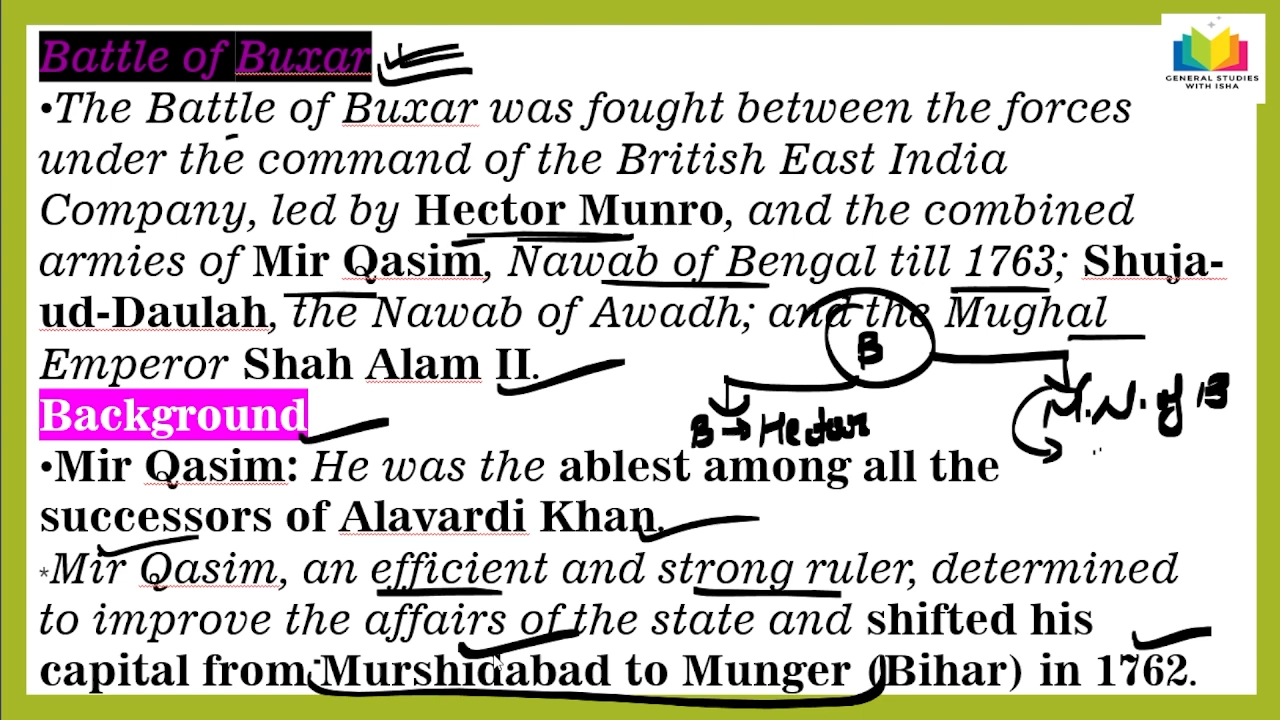 Battle of Buxar
GENERAL STUDIES
WITH ISHA
•The Battle of Buxar was fought between the forces
under the command of the British East India
Company, led by Hector Munro, and the combined
armies of Mir Qasim, Nawab of Bengal till 1763; Shuja-
ud-Daulah, the Nawab of Awadh; and the Mughal
Emperor Shah Alam II.
B
B → Hector
M.N. of B
Background
•Mir Qasim: He was the ablest among all the
successors of Alavardi Khan.
*Mir Qasim, an efficient and strong ruler, determined
to improve the affairs of the state and shifted his
capital from Murshidabad to Munger (Bihar) in 1762.